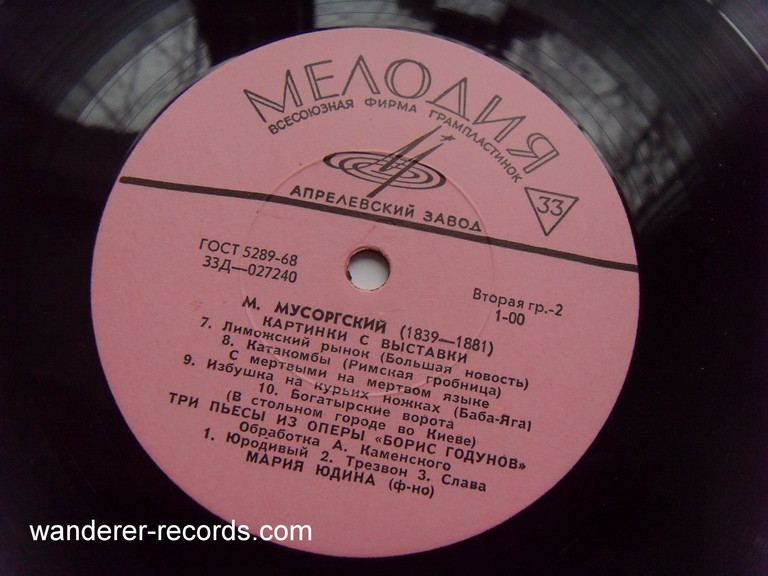 МЕЛОДИЯ
ВСЕСОЮЗНАЯ ФИРМА ГРАМПЛАСТИНОК
АПРЕЛЕВСКИЙ ЗАВОД
33
ГОСТ 5289-68
33Д—027240
Вторая гр.-2
1-00
М. МУСОРГСКИЙ (1839—1881)
КАРТИНКИ С ВЫСТАВКИ
7. Лиможский рынок (Большая новость)
8. Катакомбы (Римская гробница)
С мертвыми на мертвом языке
9. Избушка на курьих ножках (Баба-Яга)
10. Богатырские ворота
(В стольном городе во Киеве)
ТРИ ПЬЕСЫ ИЗ ОПЕРЫ «БОРИС ГОДУНОВ»
Обработка А. Каменского
1. Юродивый 2. Трезвон 3. Слава
МАРИЯ ЮДИНА (ф-но)
wanderer-records.com